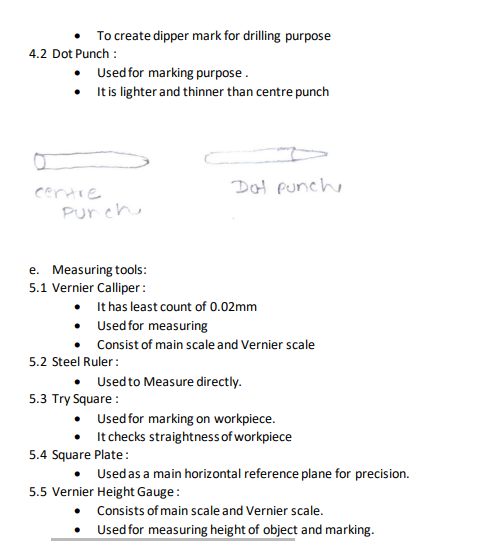 • To create dipper mark for drilling purpose
4.2 Dot Punch :
• Used for marking purpose .
• It is lighter and thinner than centre punch
centre Dot punch
punch
e. Measuring tools:
5.1 Vernier Calliper :
• It has least count of 0.02mm
• Used for measuring
• Consist of main scale and Vernier scale
5.2 Steel Ruler :
• Used to Measure directly.
5.3 Try Square :
• Used for marking on workpiece.
• It checks straightness of workpiece
5.4 Square Plate :
• Used as a main horizontal reference plane for precision.
5.5 Vernier Height Gauge :
• Consists of main scale and Vernier scale.
• Used for measuring height of object and marking.